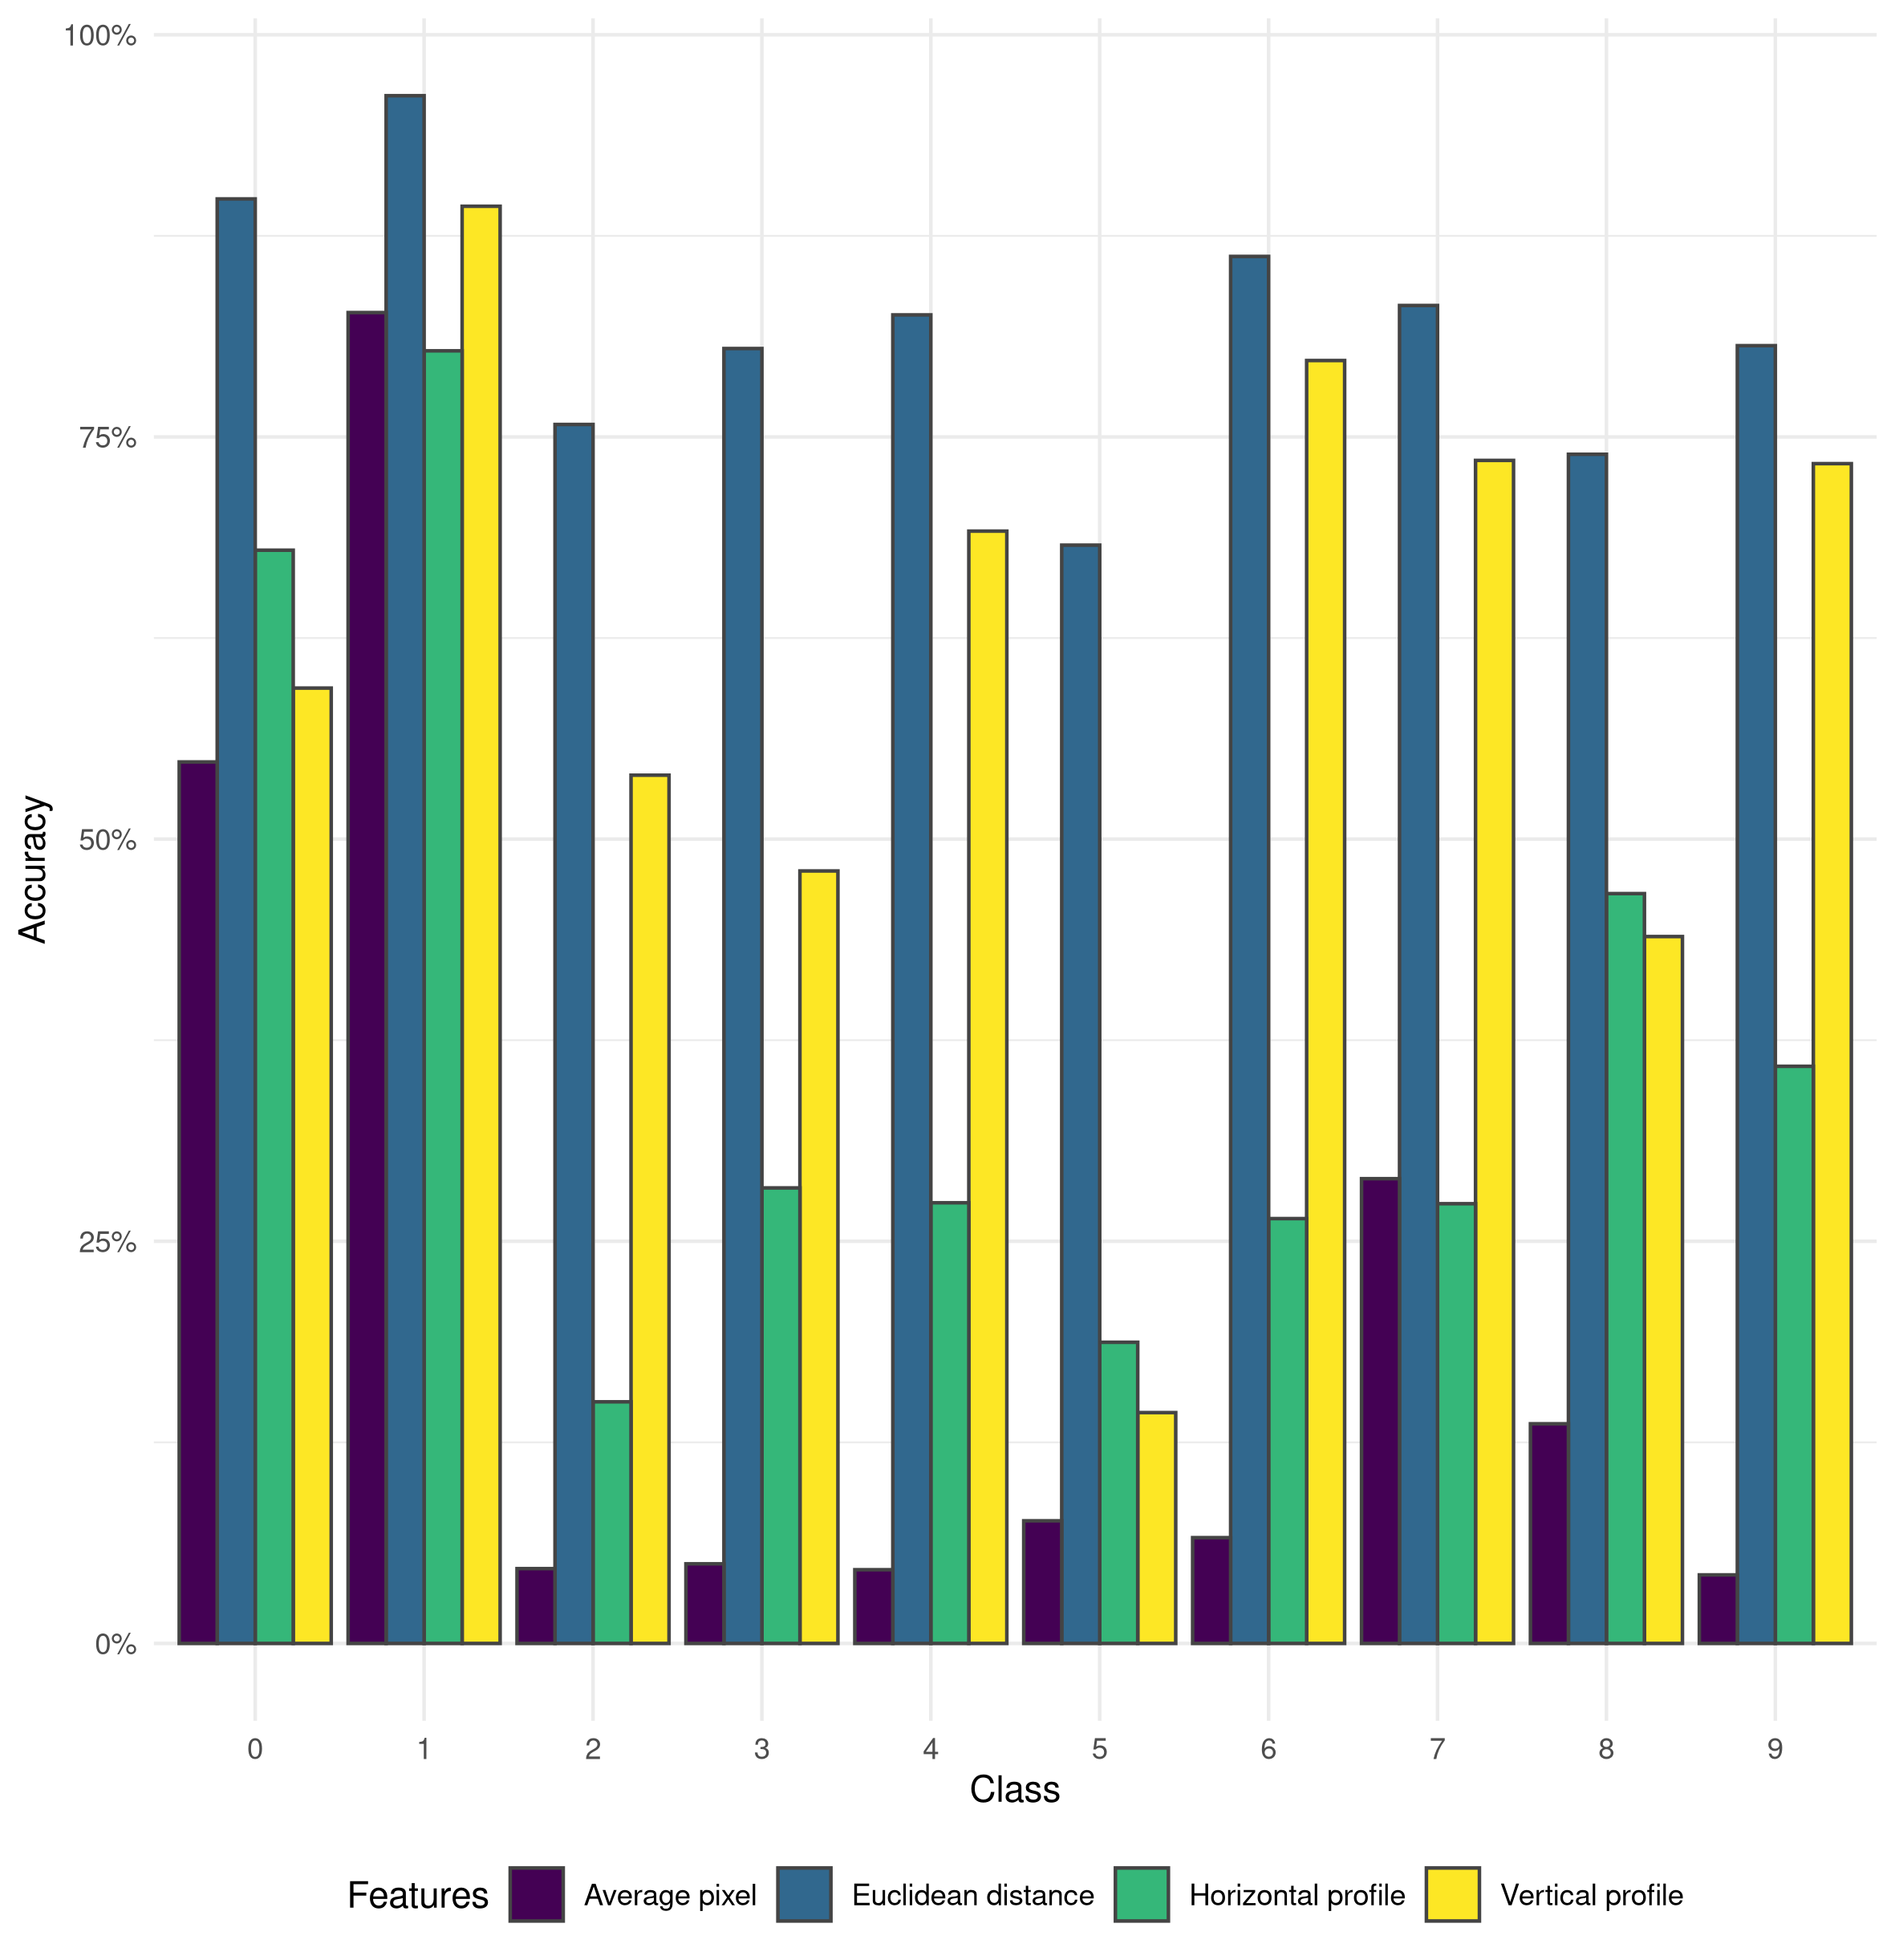 100%
75%
50%
25%
0%
Accuracy
0 1 2 3 4 5 6 7 8 9
Class
Features Average pixel Euclidean distance Horizontal profile Vertical profile